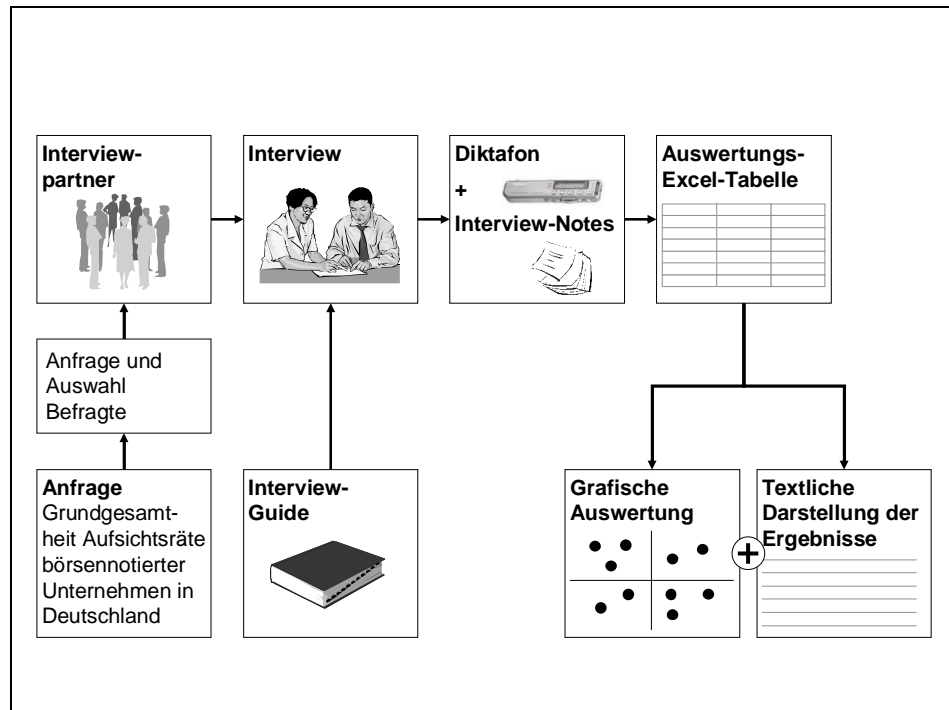 Interview-
partner
Interview
Diktafon
+
Interview-Notes
Auswertungs-
Excel-Tabelle
Anfrage und
Auswahl
Befragte
Anfrage
Grundgesamt-
heit Aufsichtsräte
börsennotierter
Unternehmen in
Deutschland
Interview-
Guide
Grafische
Auswertung
+
Textliche
Darstellung der
Ergebnisse